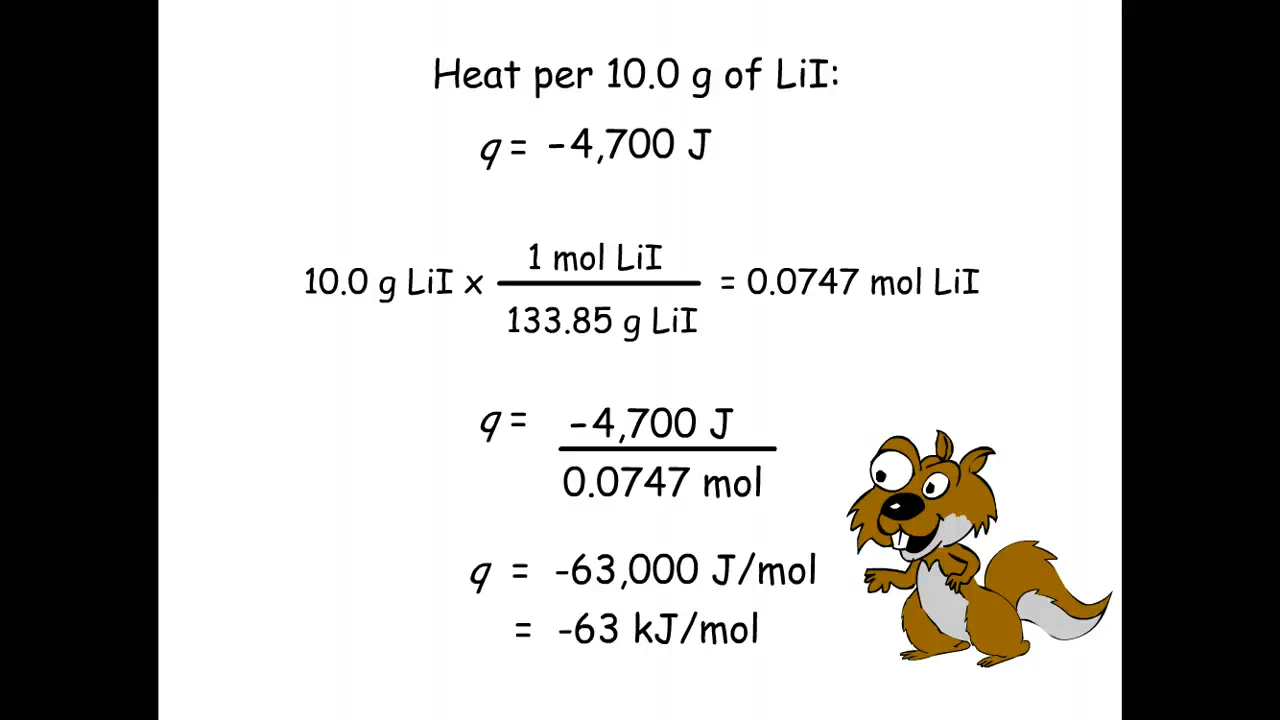 Heat per 10.0 g of LiI:
q = -4,700 J
1 mol LiI
10.0 g LiI x = 0.0747 mol LiI
133.85 g LiI
q = -4,700 J
0.0747 mol
q = -63,000 J/mol
= -63 kJ/mol